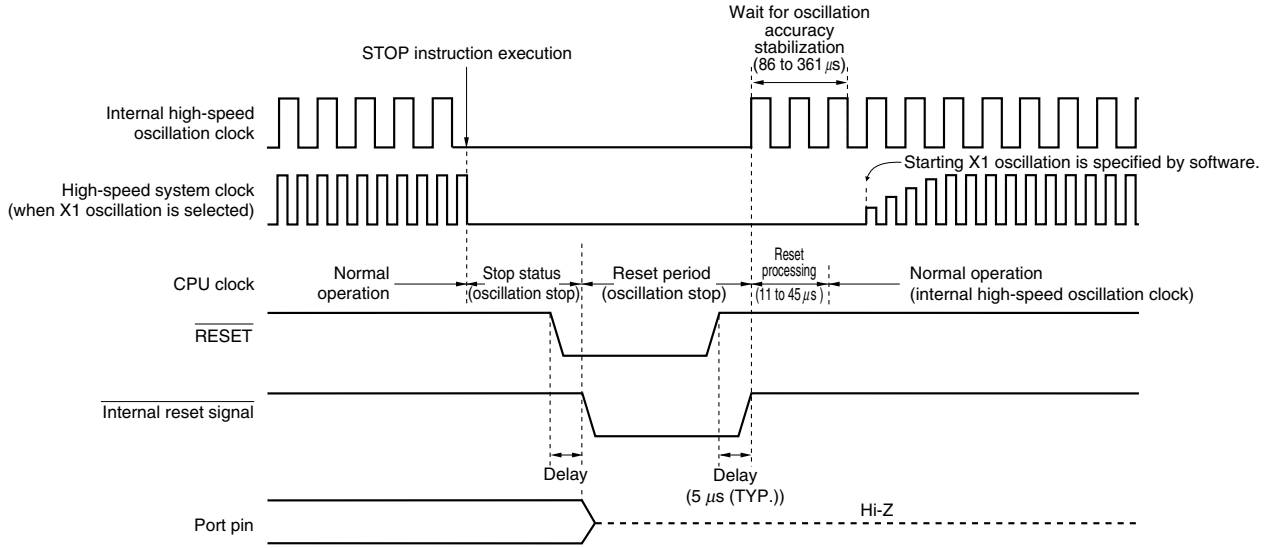 Wait for oscillation
accuracy
stabilization
(86 to 361 μs)
STOP instruction execution
Internal high-speed
oscillation clock
Starting X1 oscillation is specified by software.
High-speed system clock
(when X1 oscillation is selected)
CPU clock
Normal
operation
Stop status
(oscillation stop)
Reset period
(oscillation stop)
Reset
processing
(11 to 45 μs)
Normal operation
(internal high-speed oscillation clock)
RESET
Internal reset signal
Delay
Delay
(5 μs (TYP.))
Port pin
Hi-Z